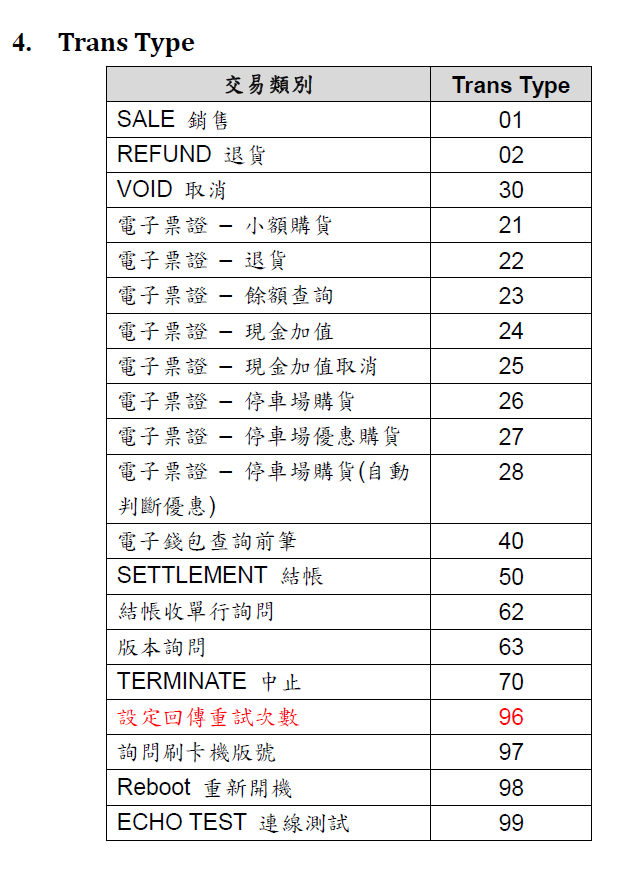 4. Trans Type
交易類別 Trans Type
SALE 銷售 01
REFUND 退貨 02
VOID 取消 30
電子票證 – 小額購貨 21
電子票證 – 退貨 22
電子票證 – 餘額查詢 23
電子票證 – 現金加值 24
電子票證 – 現金加值取消 25
電子票證 – 停車場購貨 26
電子票證 – 停車場優惠購貨 27
電子票證 – 停車場購貨(自動 28
判斷優惠)
電子錢包查詢前筆 40
SETTLEMENT 結帳 50
結帳收單行詢問 62
版本詢問 63
TERMINATE 中止 70
設定回傳重試次數 96
詢問刷卡機版號 97
Reboot 重新開機 98
ECHO TEST 連線測試 99